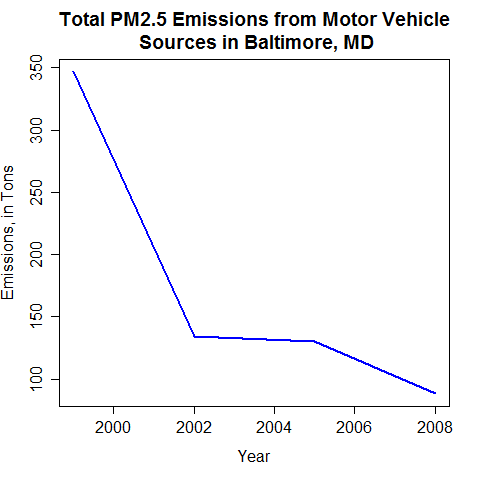 Total PM2.5 Emissions from Motor Vehicle
Sources in Baltimore, MD
Emissions, in Tons
350
300
250
200
150
100
2000
2002
2004
2006
2008
Year